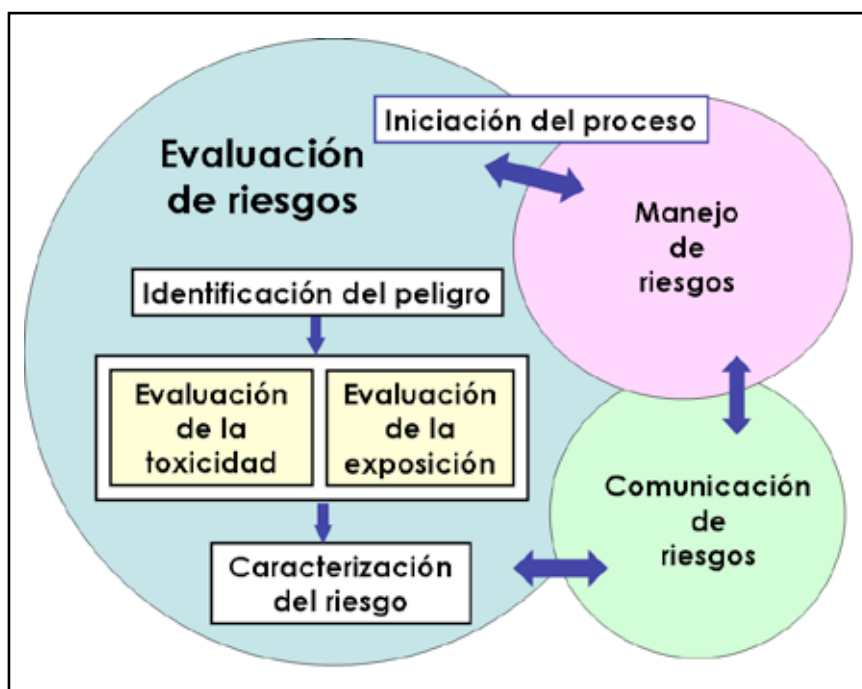 Iniciación del proceso
Evaluación
de riesgos
Manejo
de
riesgos
Identificación del peligro
Evaluación
de la
toxicidad
Evaluación
de la
exposición
Comunicación
de
riesgos
Caracterización
del riesgo